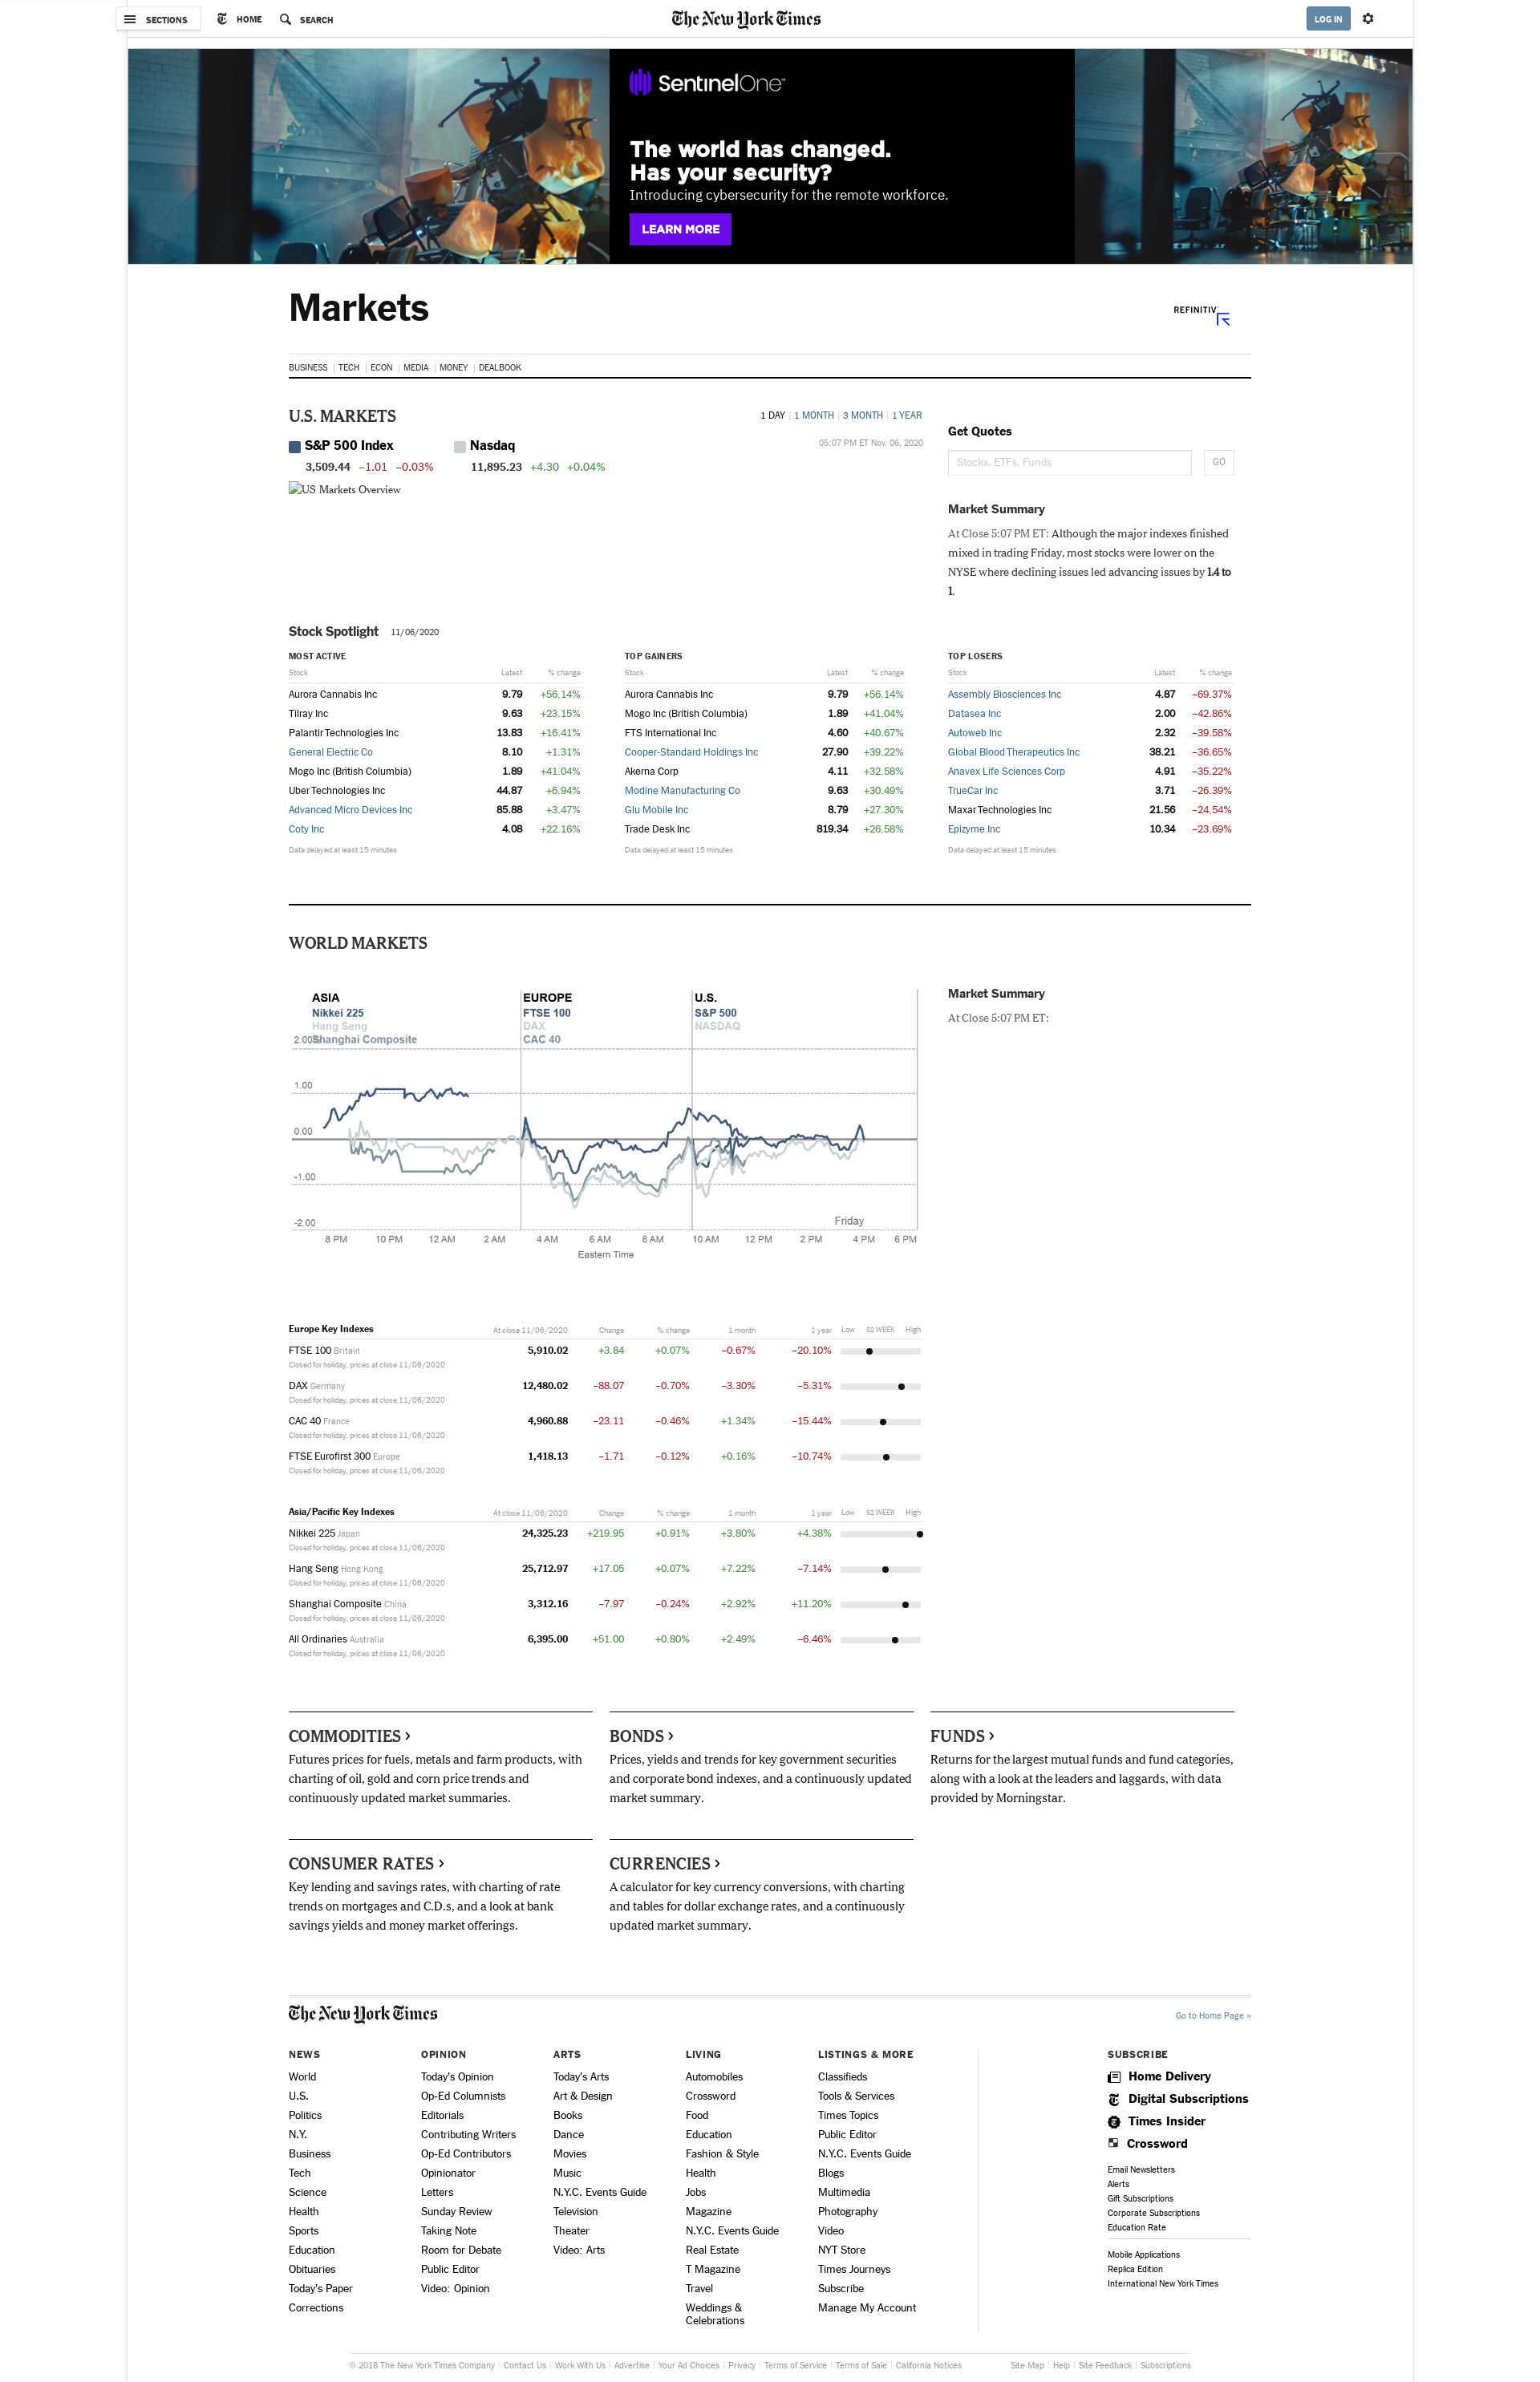 SECTIONS HOME SEARCH The New York Times LOG IN
SentinelOne™
The world has changed.
Has your security?
Introducing cybersecurity for the remote workforce.
LEARN MORE
Markets
REFINITIV
BUSINESS | TECH | ECON | MEDIA | MONEY | DEALBOOK
U.S. MARKETS
1 DAY | 1 MONTH | 3 MONTH | 1 YEAR
S&P 500 Index Nasdaq 05:07 PM ET Nov. 06, 2020
3,509.44 –1.01 –0.03% 11,895.23 +4.30 +0.04%
US Markets Overview
Get Quotes
Stocks, ETFs, Funds GO
Market Summary
At Close 5:07 PM ET: Although the major indexes finished
mixed in trading Friday, most stocks were lower on the
NYSE where declining issues led advancing issues by 1.4 to
1.
Stock Spotlight 11/06/2020
MOST ACTIVE
Stock Latest % change
Aurora Cannabis Inc 9.79 +56.14%
Tilray Inc 9.63 +23.15%
Palantir Technologies Inc 13.83 +16.41%
General Electric Co 8.10 +1.31%
Mogo Inc (British Columbia) 1.89 +41.04%
Uber Technologies Inc 44.87 +6.94%
Advanced Micro Devices Inc 85.88 +3.47%
Coty Inc 4.08 +22.16%
Data delayed at least 15 minutes
TOP GAINERS
Stock Latest % change
Aurora Cannabis Inc 9.79 +56.14%
Mogo Inc (British Columbia) 1.89 +41.04%
FTS International Inc 4.60 +40.67%
Cooper-Standard Holdings Inc 27.90 +39.22%
Akerna Corp 4.11 +32.58%
Modine Manufacturing Co 9.63 +30.49%
Glu Mobile Inc 8.79 +27.30%
Trade Desk Inc 819.34 +26.58%
Data delayed at least 15 minutes
TOP LOSERS
Stock Latest % change
Assembly Biosciences Inc 4.87 –69.37%
Datasea Inc 2.00 –42.86%
Autoweb Inc 2.32 –39.58%
Global Blood Therapeutics Inc 38.21 –36.65%
Anavex Life Sciences Corp 4.91 –35.22%
TrueCar Inc 3.71 –26.39%
Maxar Technologies Inc 21.56 –24.54%
Epizyme Inc 10.34 –23.69%
Data delayed at least 15 minutes
WORLD MARKETS
ASIA EUROPE U.S.
Nikkei 225 FTSE 100 S&P 500
Hang Seng DAX NASDAQ
Shanghai Composite CAC 40
2.00%
1.00
0.00
-1.00
-2.00
Friday
8 PM 10 PM 12 AM 2 AM 4 AM 6 AM 8 AM 10 AM 12 PM 2 PM 4 PM 6 PM
Eastern Time
Market Summary
At Close 5:07 PM ET:
Europe Key Indexes At close 11/06/2020 Change % change 1 month 1 year Low 52 WEEK High
FTSE 100 Britain 5,910.02 +3.84 +0.07% –0.67% –20.10%
Closed for holiday, prices at close 11/06/2020
DAX Germany 12,480.02 –88.07 –0.70% –3.30% –5.31%
Closed for holiday, prices at close 11/06/2020
CAC 40 France 4,960.88 –23.11 –0.46% +1.34% –15.44%
Closed for holiday, prices at close 11/06/2020
FTSE Eurofirst 300 Europe 1,418.13 –1.71 –0.12% +0.16% –10.74%
Closed for holiday, prices at close 11/06/2020
Asia/Pacific Key Indexes At close 11/06/2020 Change % change 1 month 1 year Low 52 WEEK High
Nikkei 225 Japan 24,325.23 +219.95 +0.91% +3.80% +4.38%
Closed for holiday, prices at close 11/06/2020
Hang Seng Hong Kong 25,712.97 +17.05 +0.07% +7.22% –7.14%
Closed for holiday, prices at close 11/06/2020
Shanghai Composite China 3,312.16 –7.97 –0.24% +2.92% +11.20%
Closed for holiday, prices at close 11/06/2020
All Ordinaries Australia 6,395.00 +51.00 +0.80% +2.49% –6.46%
Closed for holiday, prices at close 11/06/2020
COMMODITIES ›
Futures prices for fuels, metals and farm products, with
charting of oil, gold and corn price trends and
continuously updated market summaries.
BONDS ›
Prices, yields and trends for key government securities
and corporate bond indexes, and a continuously updated
market summary.
FUNDS ›
Returns for the largest mutual funds and fund categories,
along with a look at the leaders and laggards, with data
provided by Morningstar.
CONSUMER RATES ›
Key lending and savings rates, with charting of rate
trends on mortgages and C.D.s, and a look at bank
savings yields and money market offerings.
CURRENCIES ›
A calculator for key currency conversions, with charting
and tables for dollar exchange rates, and a continuously
updated market summary.
The New York Times Go to Home Page »
NEWS
World
U.S.
Politics
N.Y.
Business
Tech
Science
Health
Sports
Education
Obituaries
Today's Paper
Corrections
OPINION
Today's Opinion
Op-Ed Columnists
Editorials
Contributing Writers
Op-Ed Contributors
Opinionator
Letters
Sunday Review
Taking Note
Room for Debate
Public Editor
Video: Opinion
ARTS
Today's Arts
Art & Design
Books
Dance
Movies
Music
N.Y.C. Events Guide
Television
Theater
Video: Arts
LIVING
Automobiles
Crossword
Food
Education
Fashion & Style
Health
Jobs
Magazine
N.Y.C. Events Guide
Real Estate
T Magazine
Travel
Weddings &
Celebrations
LISTINGS & MORE
Classifieds
Tools & Services
Times Topics
Public Editor
N.Y.C. Events Guide
Blogs
Multimedia
Photography
Video
NYT Store
Times Journeys
Subscribe
Manage My Account
SUBSCRIBE
Home Delivery
Digital Subscriptions
Times Insider
Crossword
Email Newsletters
Alerts
Gift Subscriptions
Corporate Subscriptions
Education Rate
Mobile Applications
Replica Edition
International New York Times
© 2018 The New York Times Company | Contact Us | Work With Us | Advertise | Your Ad Choices | Privacy | Terms of Service | Terms of Sale | California Notices Site Map | Help | Site Feedback | Subscriptions